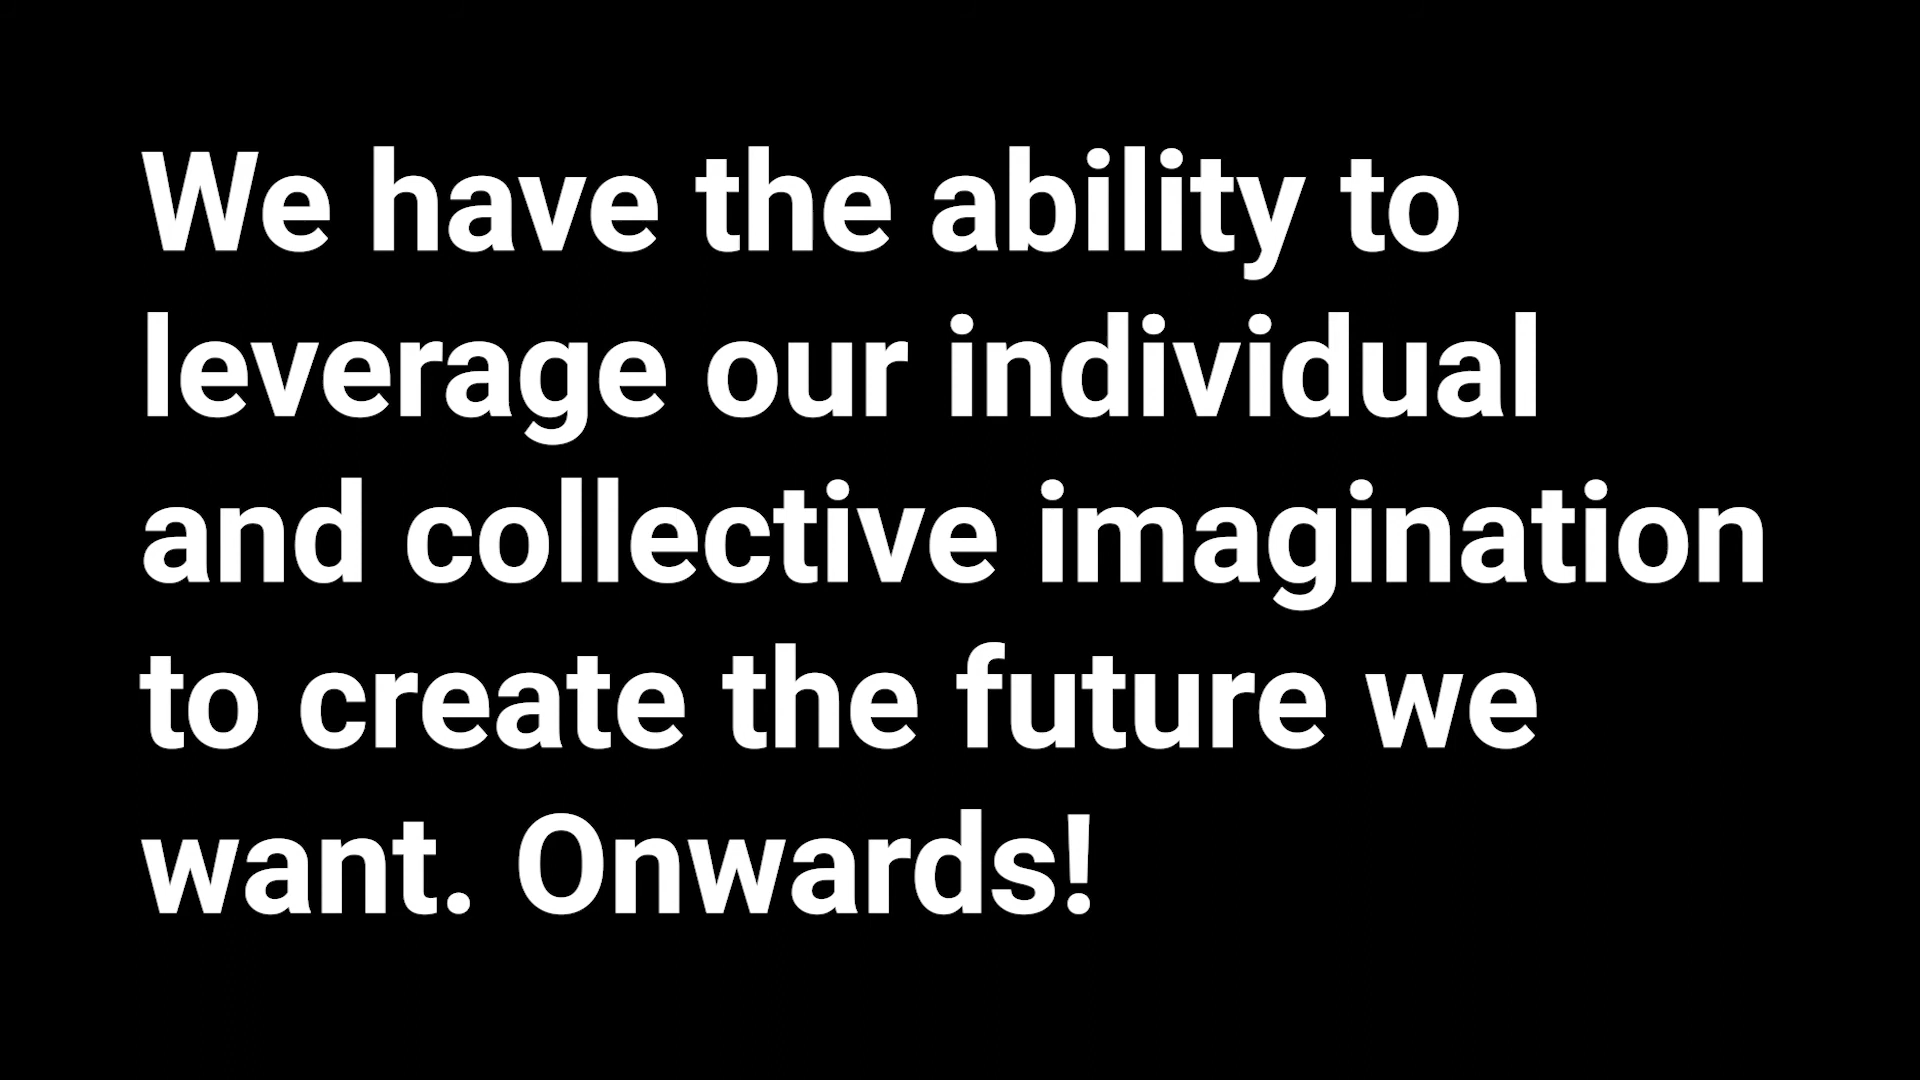 We have the ability to
leverage our individual
and collective imagination
to create the future we
want. Onwards!